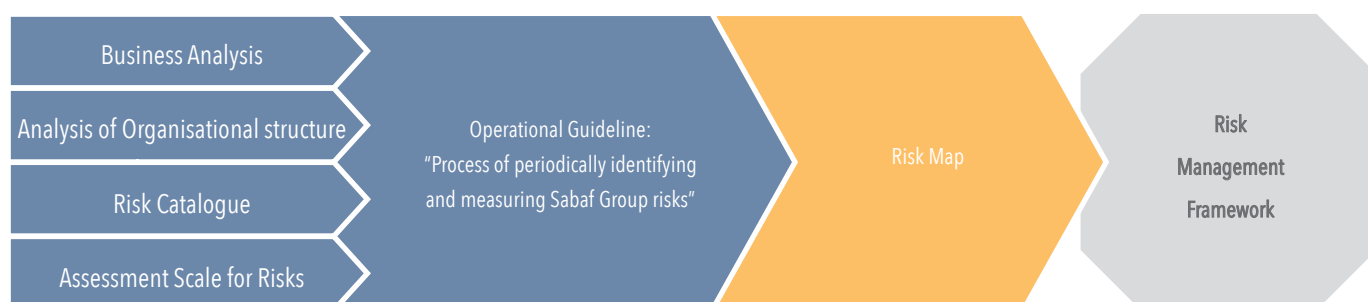 Business Analysis
Analysis of Organisational structure
Risk Catalogue
Assessment Scale for Risks
Operational Guideline:
“Process of periodically identifying
and measuring Sabaf Group risks”
Risk Map
Risk
Management
Framework